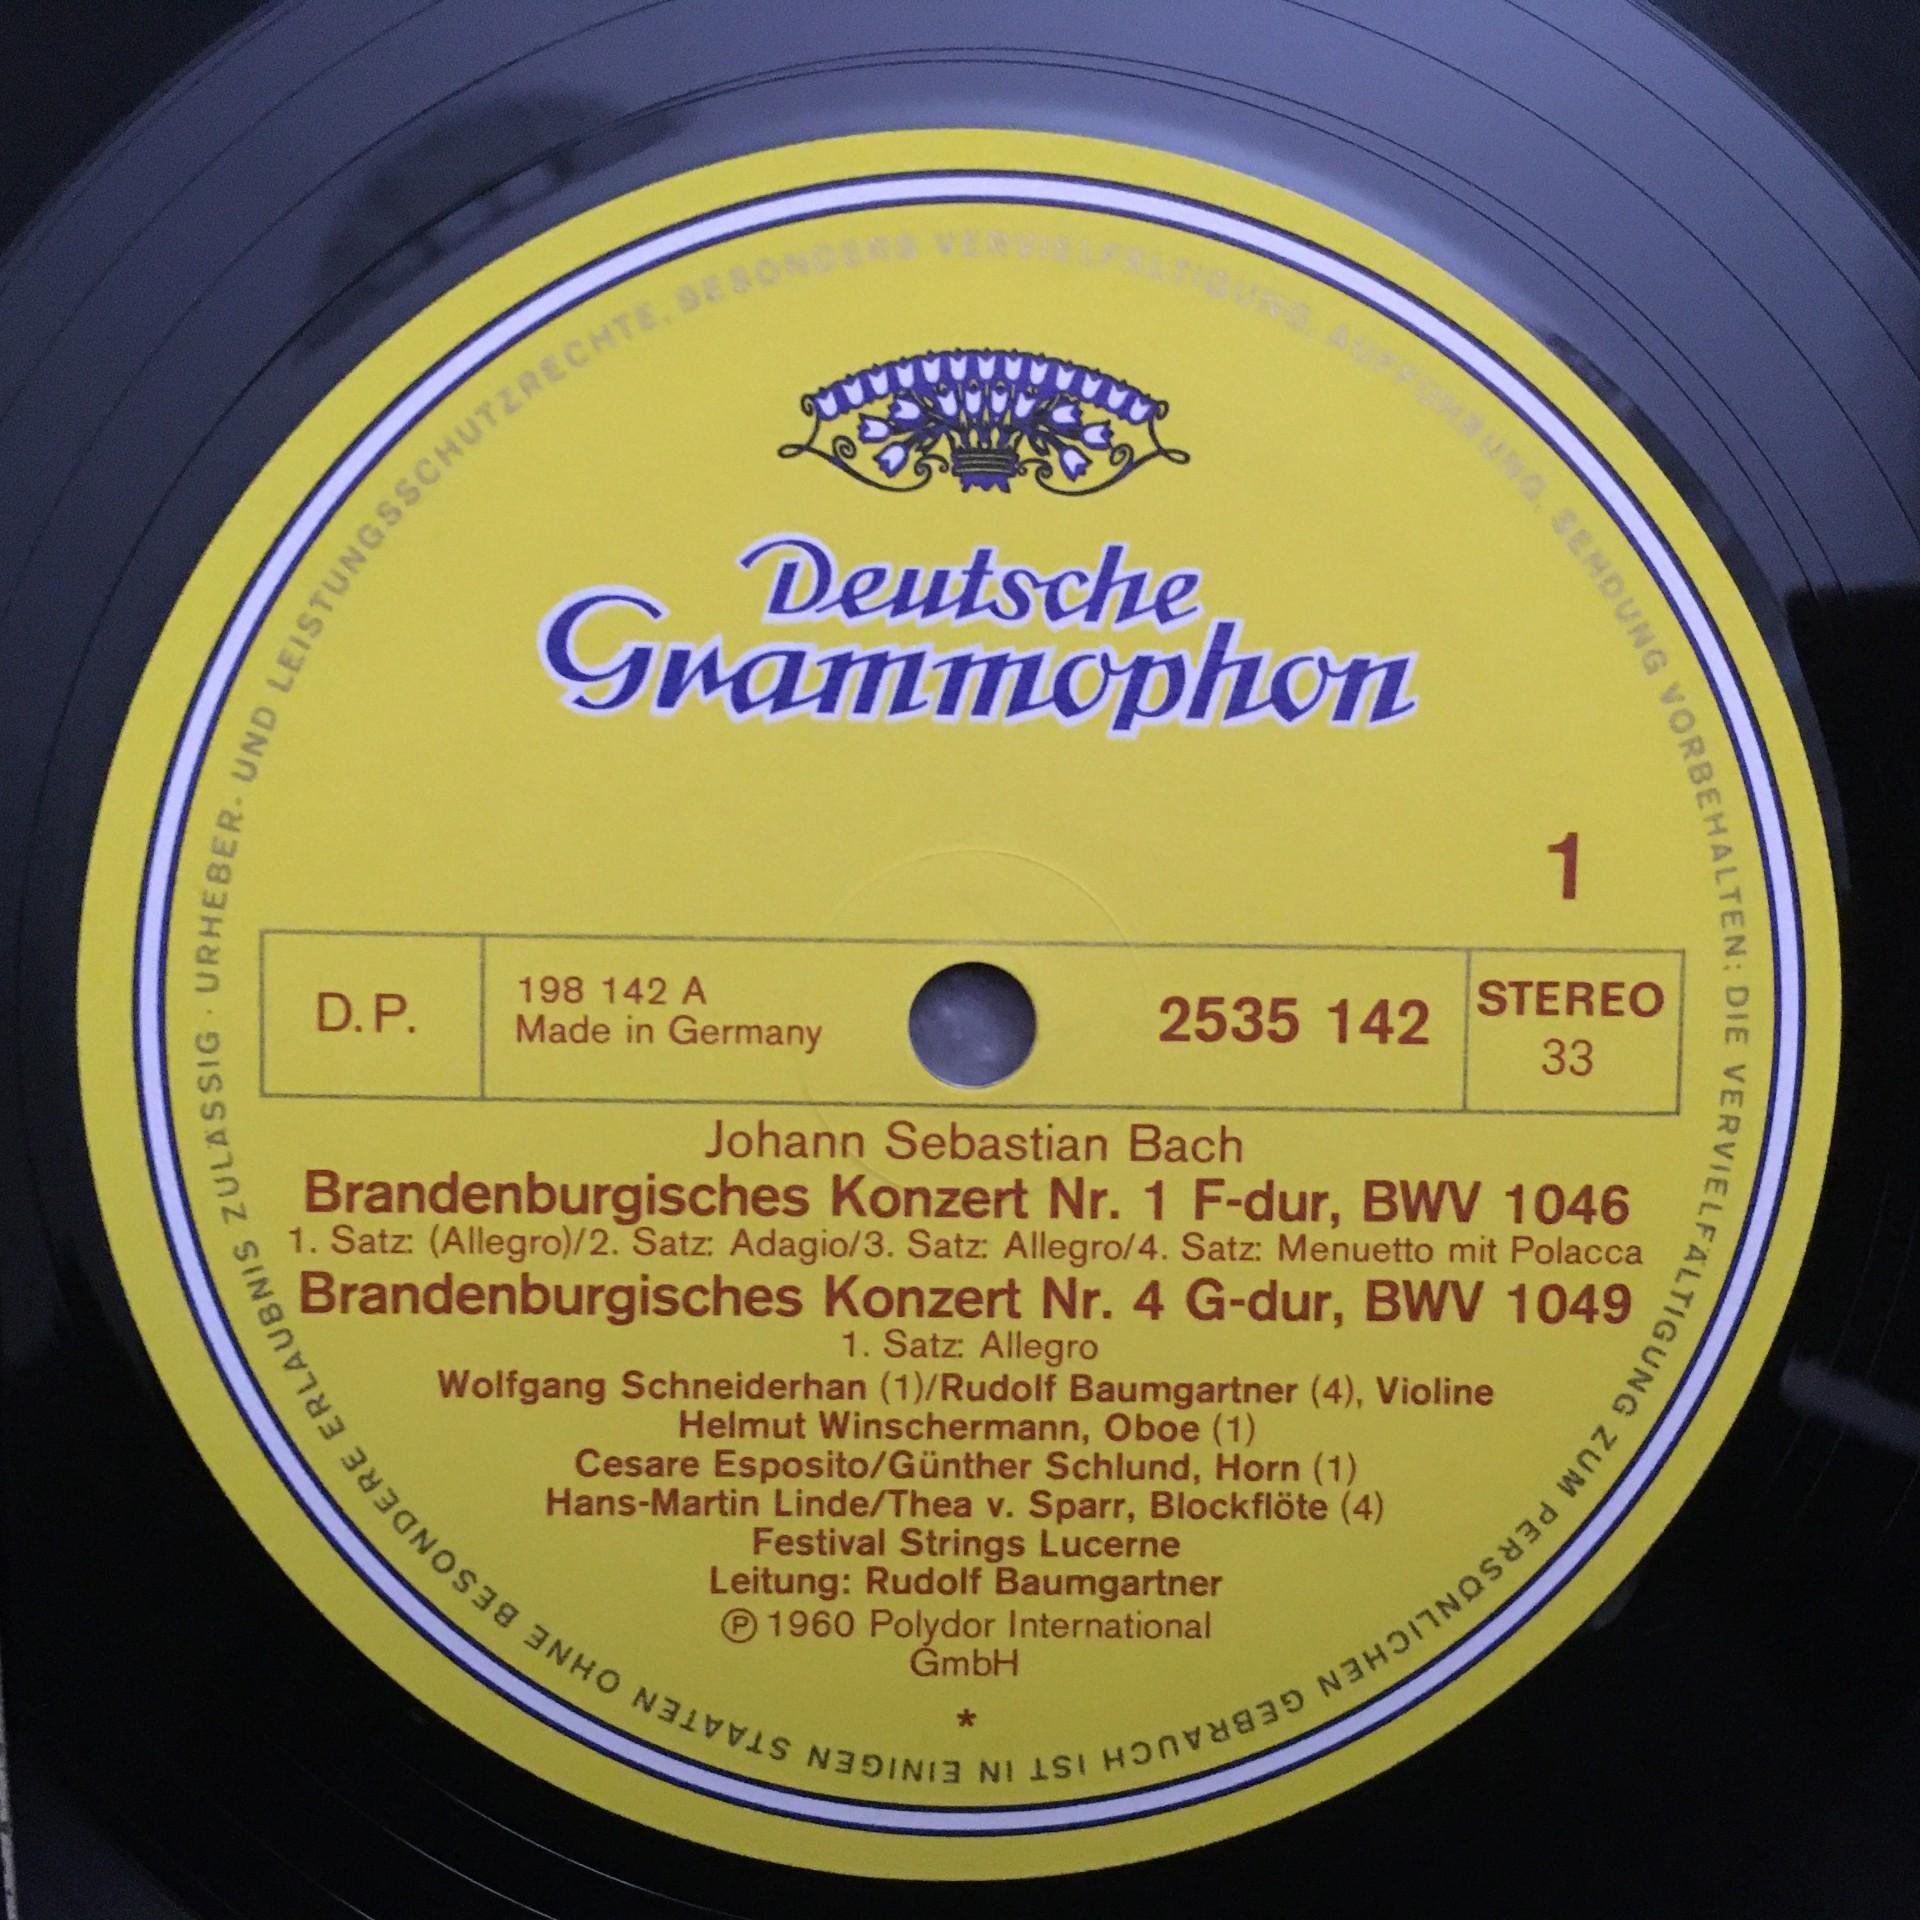 Deutsche
Grammophon
1
D.P.
198 142 A
Made in Germany
2535 142
STEREO
33
Johann Sebastian Bach
Brandenburgisches Konzert Nr. 1 F-dur, BWV 1046
1. Satz: (Allegro)/2. Satz: Adagio/3. Satz: Allegro/4. Satz: Menuetto mit Polacca
Brandenburgisches Konzert Nr. 4 G-dur, BWV 1049
1. Satz: Allegro
Wolfgang Schneiderhan (1)/Rudolf Baumgartner (4), Violine
Helmut Winschermann, Oboe (1)
Cesare Esposito/Günther Schlund, Horn (1)
Hans-Martin Linde/Thea v. Sparr, Blockflöte (4)
Festival Strings Lucerne
Leitung: Rudolf Baumgartner
℗ 1960 Polydor International
GmbH
*
URHEBER- UND LEISTUNGSSCHUTZRECHTE, BESONDERS VERVIELFÄLTIGUNG, AUFFÜHRUNG, SENDUNG VORBEHALTEN: DIE VERVIELFÄLTIGUNG ZUM PERSÖNLICHEN GEBRAUCH IST IN EINIGEN STAATEN OHNE BESONDERE ERLAUBNIS ZULÄSSIG ·